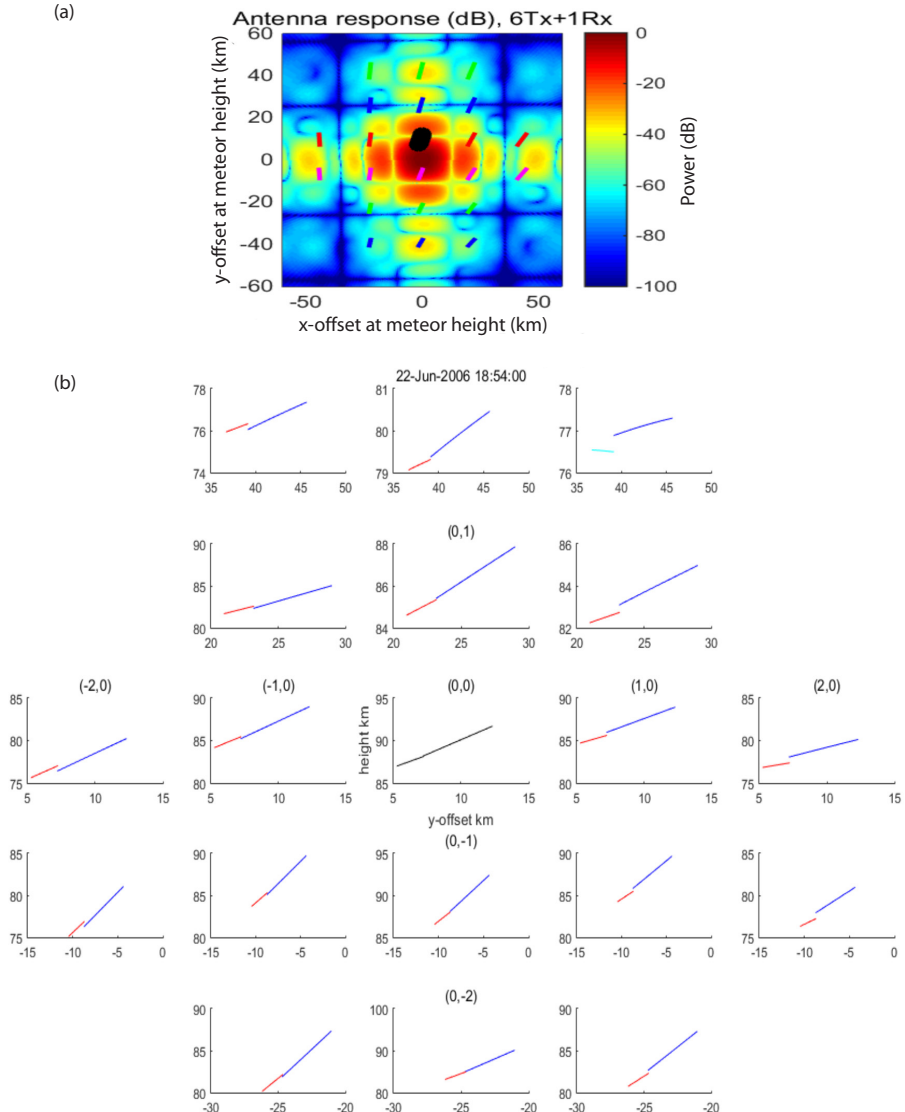 (a)
Antenna response (dB), 6Tx+1Rx
60
40
20
0
-20
-40
-60
y-offset at meteor height (km)
-50 0 50
x-offset at meteor height (km)
0
-20
-40
-60
-80
-100
Power (dB)
(b)
22-Jun-2006 18:54:00
78 81 78
76 80 77
74 79 76
35 40 45 50 35 40 45 50 35 40 45 50
(0,1)
90 88 86
85 86 84
80 84 82
20 25 30 20 25 30 20 25 30
(-2,0) (-1,0) (0,0) (1,0) (2,0)
85 95 95 95 85
80 90 90 90 80
75 85 85 85 75
70 80 80 80 70
height km
5 10 15 5 10 15 5 10 15 5 10 15 5 10 15
y-offset km
(0,-1)
85 90 95 90 85
80 85 90 85 80
75 80 85 80 75
-15 -10 -5 0 -15 -10 -5 0 -15 -10 -5 0 -15 -10 -5 0 -15 -10 -5 0
(0,-2)
90 100 90
85 90 85
80 80 80
-30 -25 -20 -30 -25 -20 -30 -25 -20